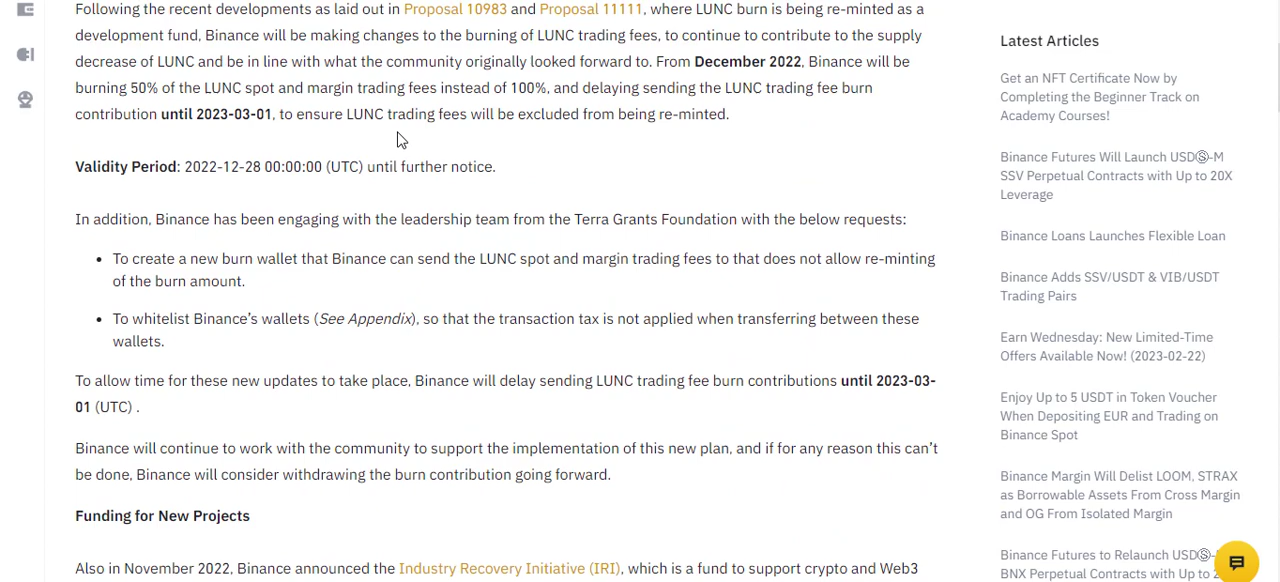 Following the recent developments as laid out in Proposal 10983 and Proposal 11111, where LUNC burn is being re-minted as a
development fund, Binance will be making changes to the burning of LUNC trading fees, to continue to contribute to the supply
decrease of LUNC and be in line with what the community originally looked forward to. From December 2022, Binance will be
burning 50% of the LUNC spot and margin trading fees instead of 100%, and delaying sending the LUNC trading fee burn
contribution until 2023-03-01, to ensure LUNC trading fees will be excluded from being re-minted.
Validity Period: 2022-12-28 00:00:00 (UTC) until further notice.
In addition, Binance has been engaging with the leadership team from the Terra Grants Foundation with the below requests:
• To create a new burn wallet that Binance can send the LUNC spot and margin trading fees to that does not allow re-minting
of the burn amount.
• To whitelist Binance’s wallets (See Appendix), so that the transaction tax is not applied when transferring between these
wallets.
To allow time for these new updates to take place, Binance will delay sending LUNC trading fee burn contributions until 2023-03-
01 (UTC) .
Binance will continue to work with the community to support the implementation of this new plan, and if for any reason this can’t
be done, Binance will consider withdrawing the burn contribution going forward.
Funding for New Projects
Also in November 2022, Binance announced the Industry Recovery Initiative (IRI), which is a fund to support crypto and Web3
Latest Articles
Get an NFT Certificate Now by
Completing the Beginner Track on
Academy Courses!
Binance Futures Will Launch USDⓈ-M
SSV Perpetual Contracts with Up to 20X
Leverage
Binance Loans Launches Flexible Loan
Binance Adds SSV/USDT & VIB/USDT
Trading Pairs
Earn Wednesday: New Limited-Time
Offers Available Now! (2023-02-22)
Enjoy Up to 5 USDT in Token Voucher
When Depositing EUR and Trading on
Binance Spot
Binance Margin Will Delist LOOM, STRAX
as Borrowable Assets From Cross Margin
and OG From Isolated Margin
Binance Futures to Relaunch USDⓈ-
BNX Perpetual Contracts with Up to 2